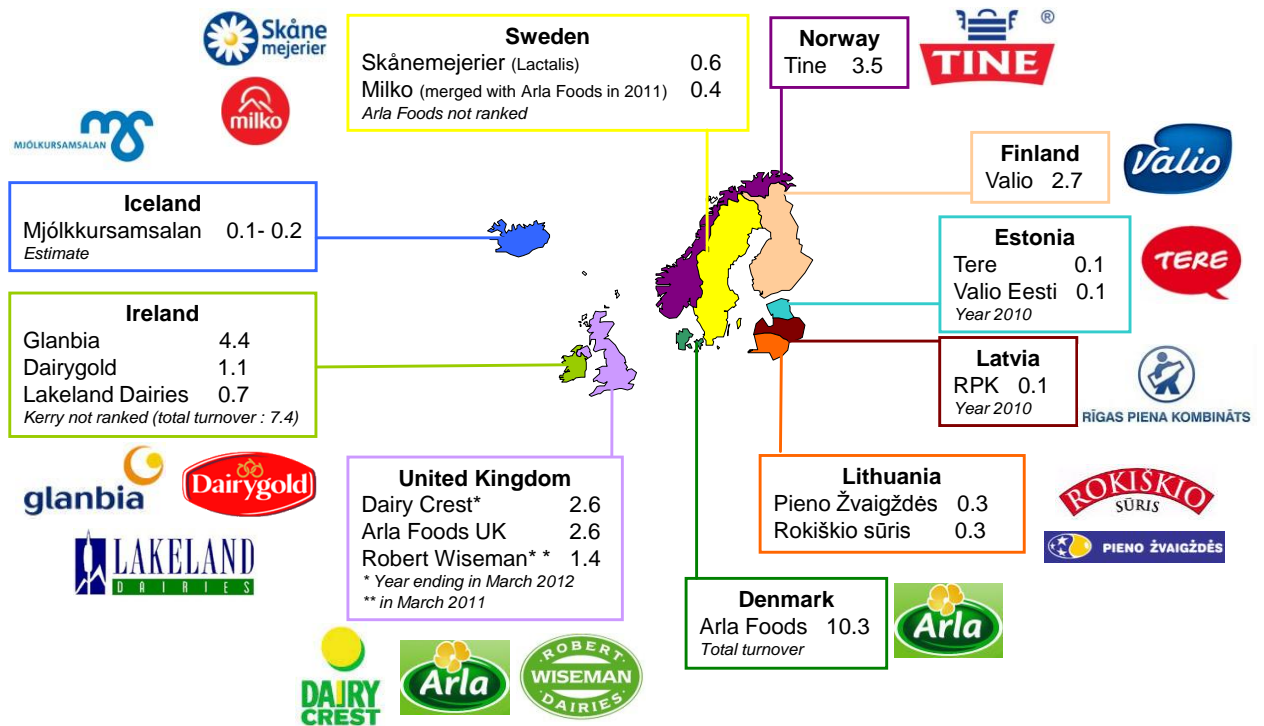 Skåne
mejerier
milko
MJÓLKURSAMSALAN
Sweden
Skånemejerier (Lactalis) 0.6
Milko (merged with Arla Foods in 2011) 0.4
Arla Foods not ranked
Norway
Tine 3.5
®
TINE
Finland
Valio 2.7
Valio
Iceland
Mjólkkursamsalan 0.1- 0.2
Estimate
Estonia
Tere 0.1
Valio Eesti 0.1
Year 2010
TERE
Ireland
Glanbia 4.4
Dairygold 1.1
Lakeland Dairies 0.7
Kerry not ranked (total turnover : 7.4)
Latvia
RPK 0.1
Year 2010
RĪGAS PIENA KOMBINĀTS
glanbia
Dairygold
LAKELAND
DAIRIES
United Kingdom
Dairy Crest* 2.6
Arla Foods UK 2.6
Robert Wiseman* * 1.4
* Year ending in March 2012
** in March 2011
Lithuania
Pieno Žvaigždės 0.3
Rokiškio sūris 0.3
ROKIŠKIO
SŪRIS
PIENO ŽVAIGŽDĖS
Denmark
Arla Foods 10.3
Total turnover
Arla
DAIRY
CREST
Arla
ROBERT
WISEMAN
DAIRIES